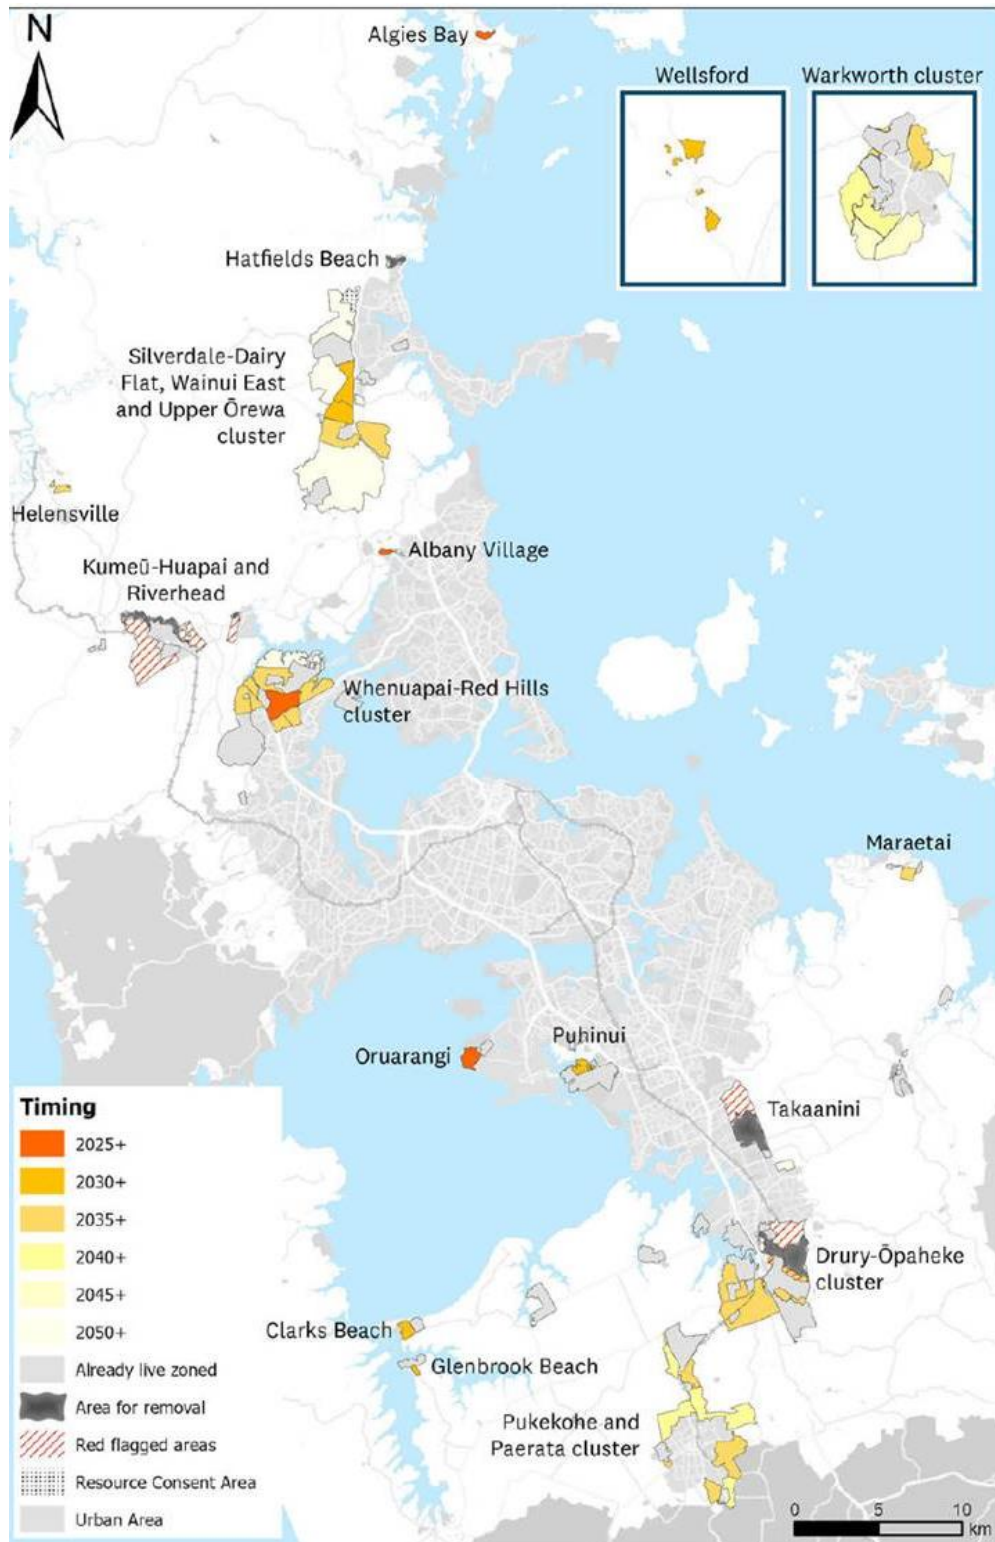 N
Algies Bay
Wellsford
Warkworth cluster
Hatfields Beach
Silverdale-Dairy
Flat, Wainui East
and Upper Ōrewa
cluster
Helensville
Albany Village
Kumeū-Huapai and
Riverhead
Whenuapai-Red Hills
cluster
Maraetai
Oruarangi
Puhinui
Takaanini
Drury-Ōpaheke
cluster
Clarks Beach
Glenbrook Beach
Pukekohe and
Paerata cluster
Timing
2025+
2030+
2035+
2040+
2045+
2050+
Already live zoned
Area for removal
Red flagged areas
Resource Consent Area
Urban Area
0 5 10
km